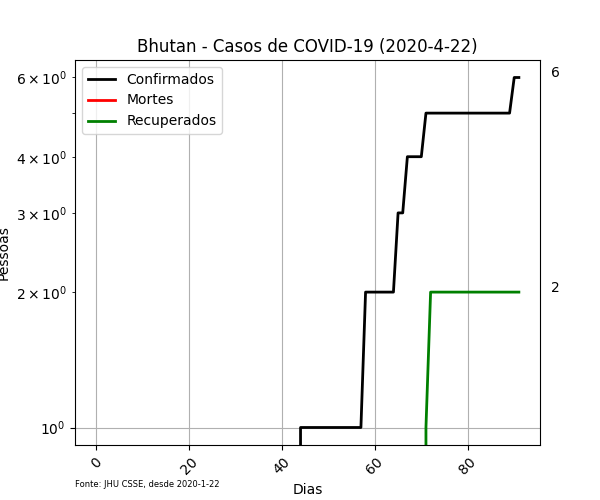 Bhutan - Casos de COVID-19 (2020-4-22)
Confirmados
Mortes
Recuperados
6 × 10⁰
4 × 10⁰
3 × 10⁰
2 × 10⁰
10⁰
Pessoas
6
2
0
20
40
60
80
Dias
Fonte: JHU CSSE, desde 2020-1-22